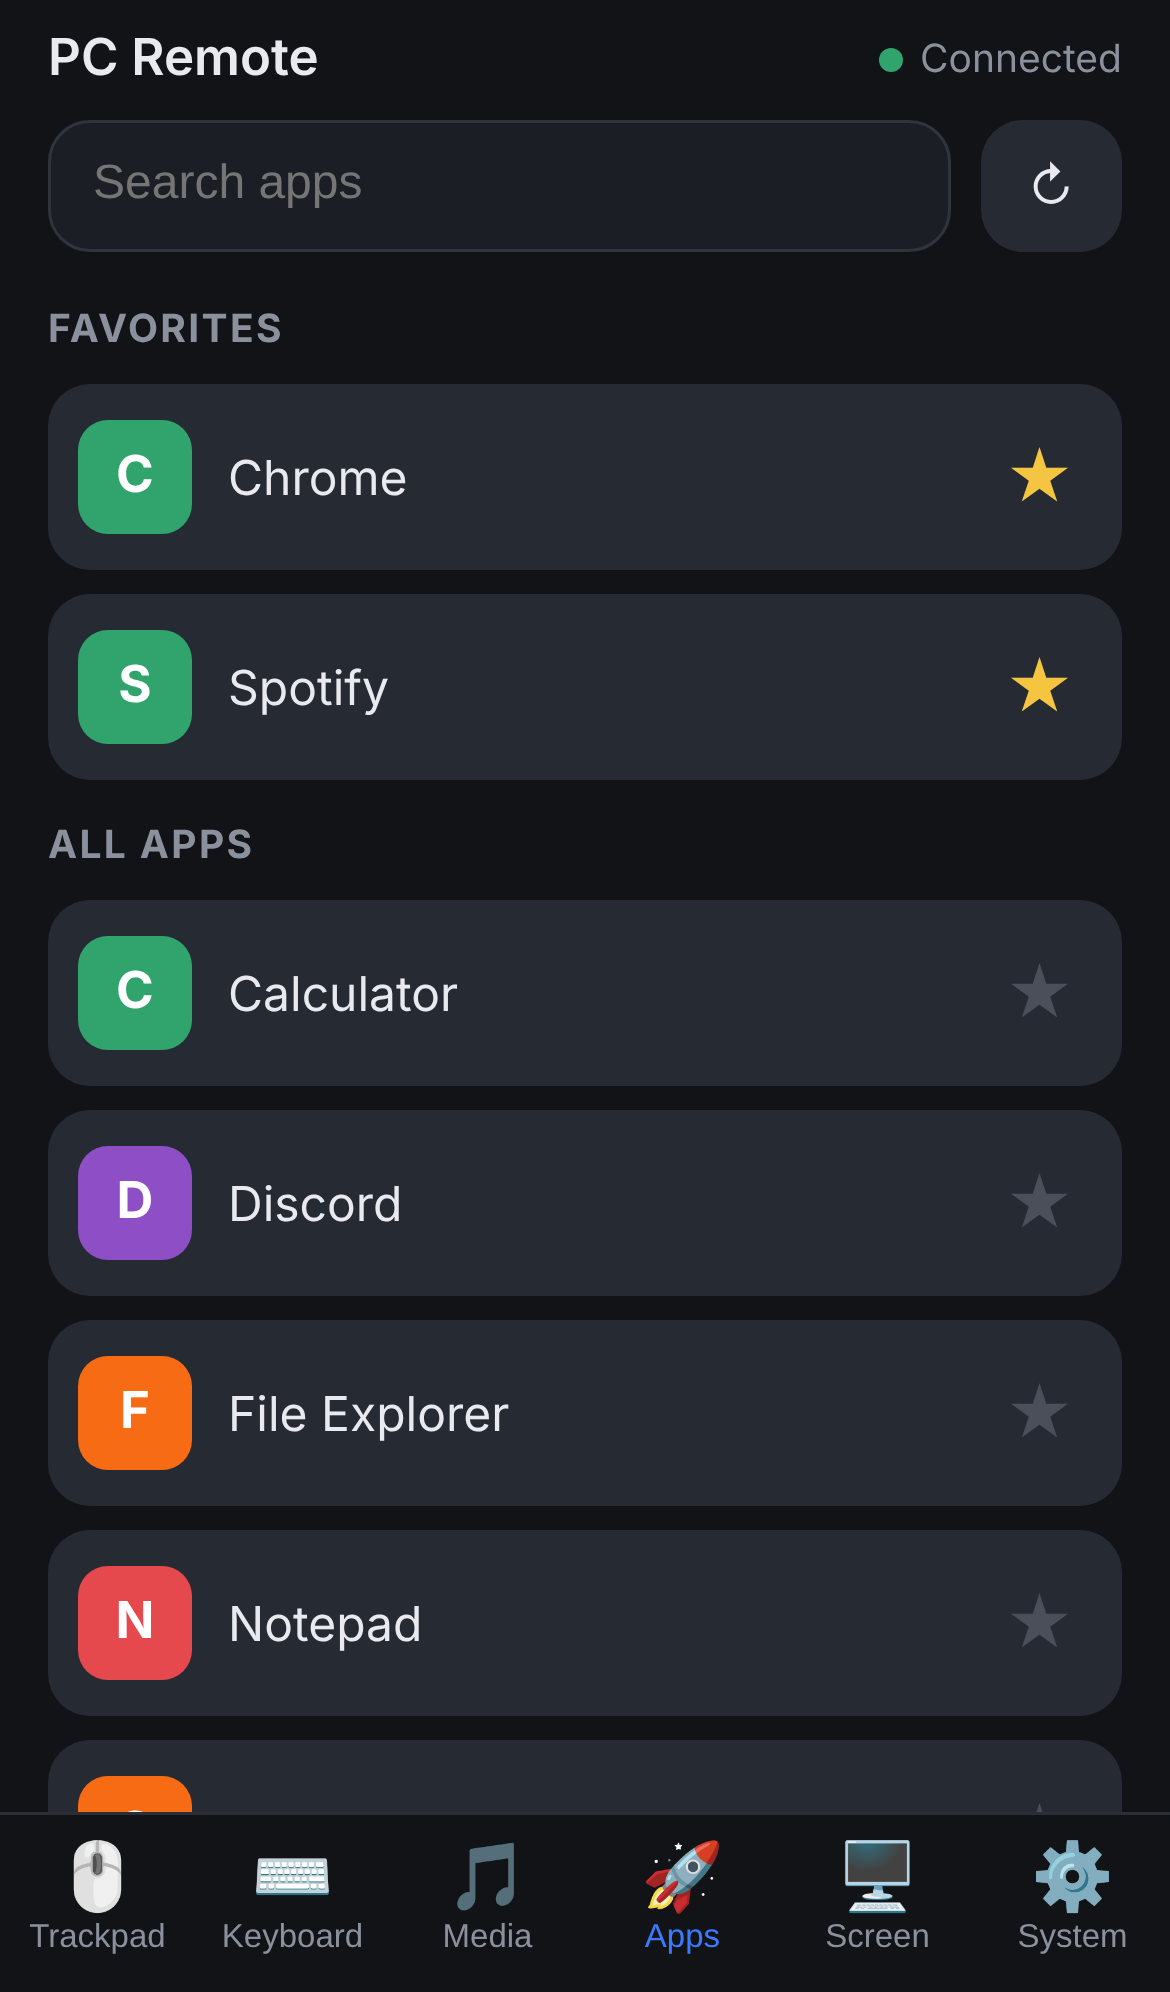 PC Remote
Connected
Search apps
FAVORITES
C Chrome
S Spotify
ALL APPS
C Calculator
D Discord
F File Explorer
N Notepad
Trackpad Keyboard Media Apps Screen System